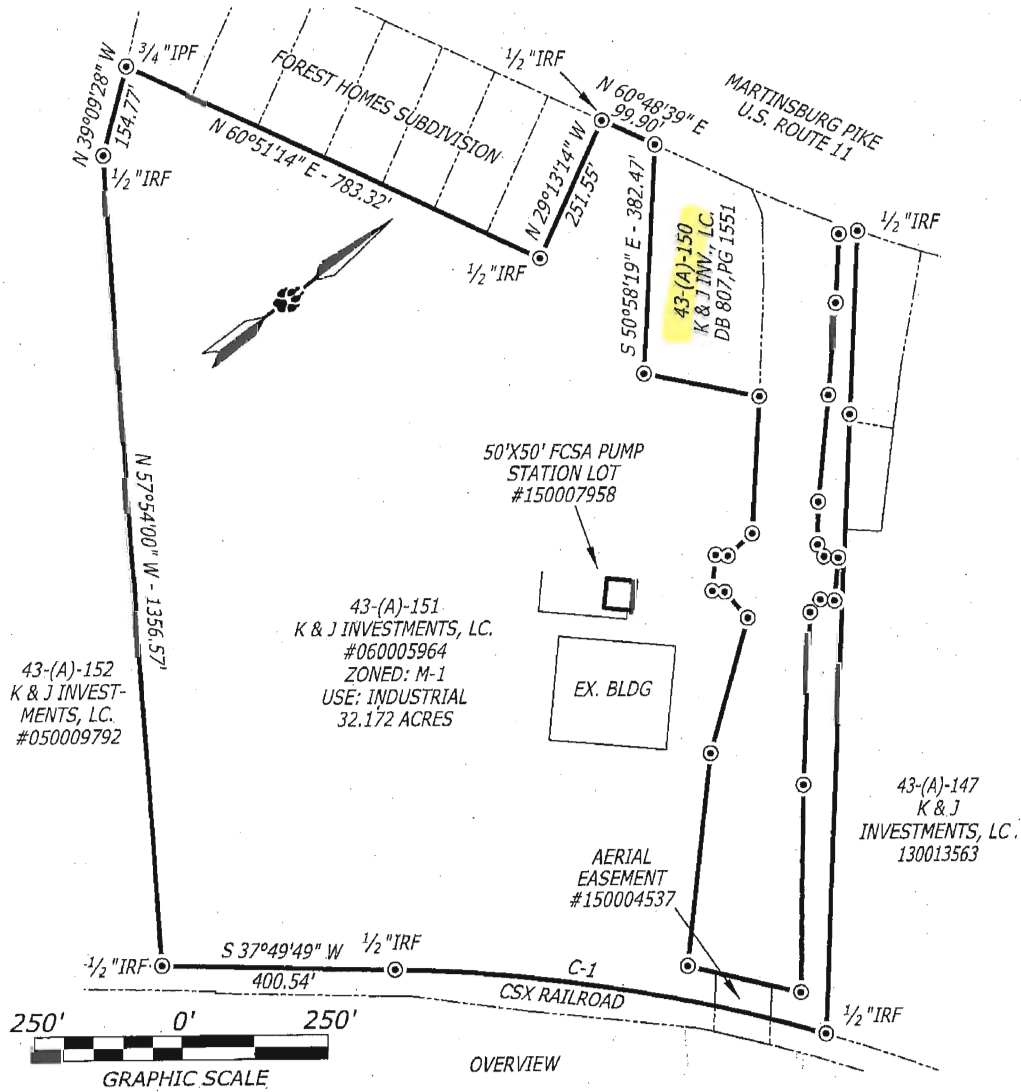 3/4"IPF
N 39°09'28" W
154.77'
1/2"IRF
FOREST HOMES SUBDIVISION
N 60°51'14" E - 783.32'
1/2"IRF
N 60°48'39" E
99.90'
MARTINSBURG PIKE
U.S. ROUTE 11
N 29°13'14" W
251.55'
1/2"IRF
S 50°58'19" E - 382.47'
43-(A)-150
K & J INV., LC.
DB 807,PG 1551
1/2"IRF
50'X50' FCSA PUMP
STATION LOT
#150007958
N 57°54'00" W - 1356.57'
43-(A)-151
K & J INVESTMENTS, LC.
#060005964
ZONED: M-1
USE: INDUSTRIAL
32.172 ACRES
EX. BLDG
43-(A)-152
K & J INVEST-
MENTS, LC.
#050009792
43-(A)-147
K & J
INVESTMENTS, LC.
130013563
AERIAL
EASEMENT
#150004537
1/2"IRF
S 37°49'49" W
400.54'
1/2"IRF
C-1
CSX RAILROAD
1/2"IRF
250' 0' 250'
GRAPHIC SCALE
OVERVIEW